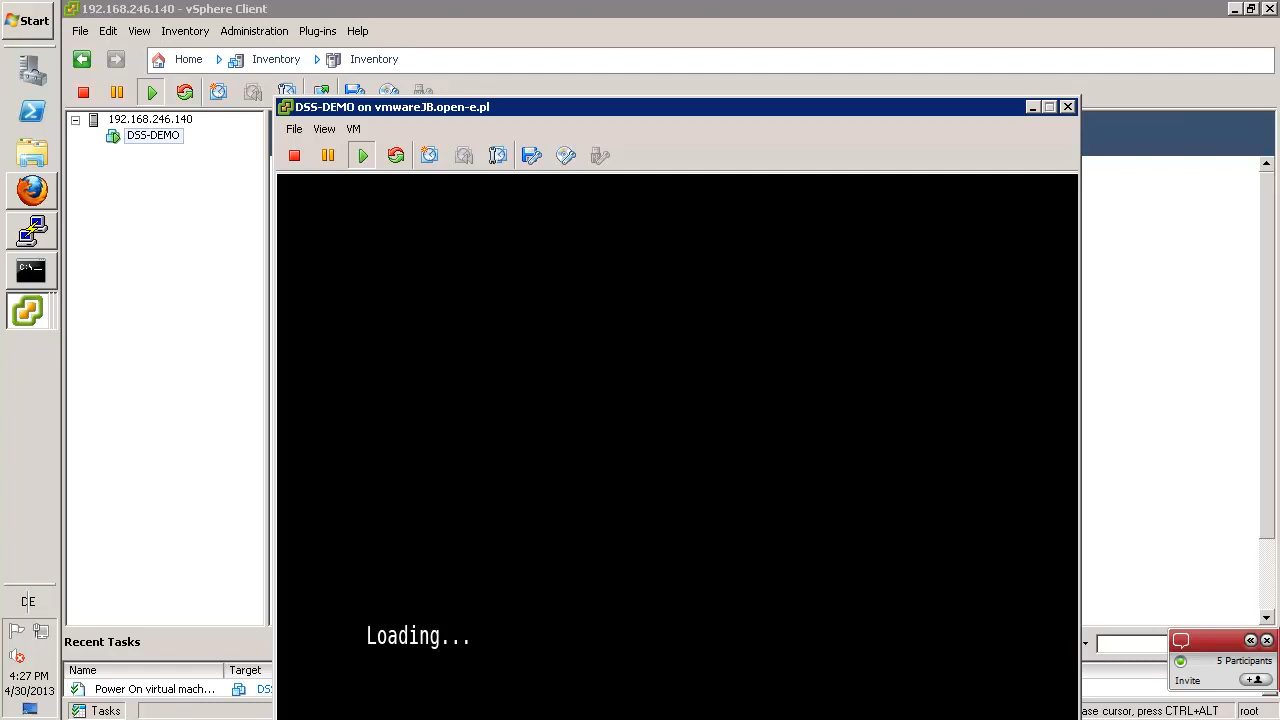 Start
192.168.246.140 - vSphere Client
File Edit View Inventory Administration Plug-ins Help
Home Inventory Inventory
192.168.246.140
DSS-DEMO
DSS-DEMO on vmwareJB.open-e.pl
File View VM
Loading...
C:\
DE
4:27 PM
4/30/2013
Recent Tasks
Name Target
Power On virtual mach...
Tasks
5 Participants
Invite
ase cursor, press CTRL+ALT
root